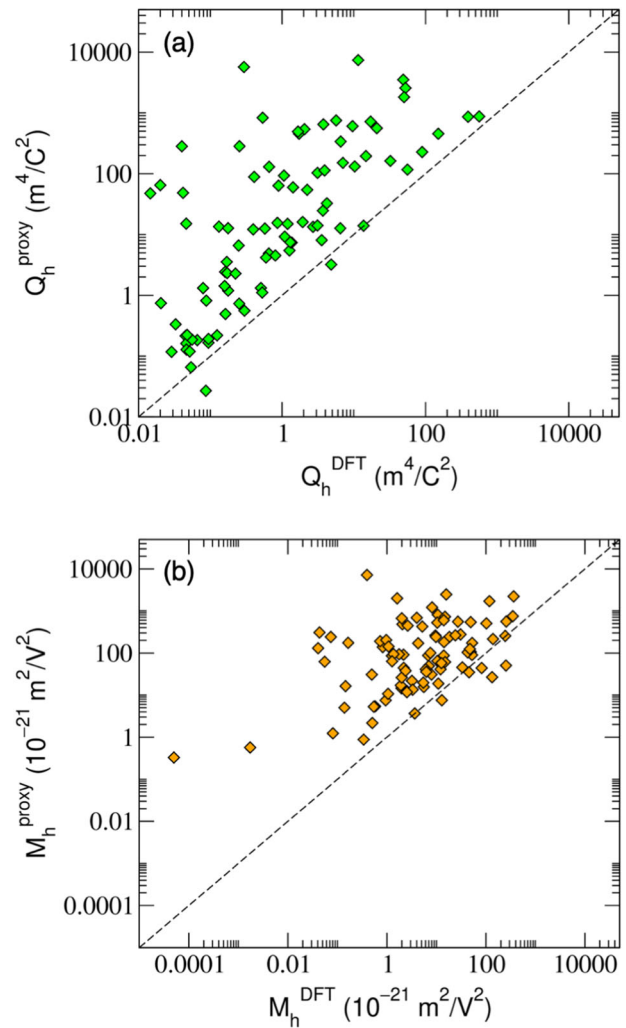 (a)
10000
100
1
0.01
0.01 1 100 10000
Q_h^proxy (m^4/C^2)
Q_h^DFT (m^4/C^2)
(b)
10000
100
1
0.01
0.0001
0.0001 0.01 1 100 10000
M_h^proxy (10^−21 m^2/V^2)
M_h^DFT (10^−21 m^2/V^2)